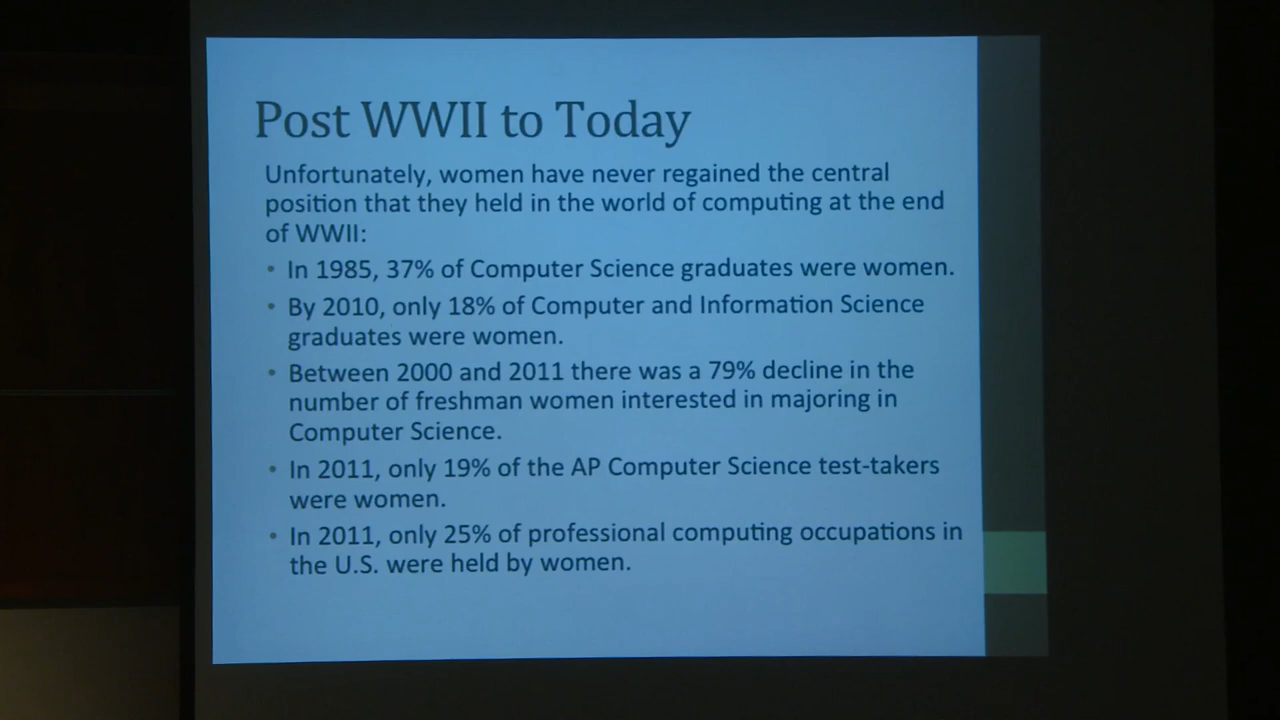 Post WWII to Today
Unfortunately, women have never regained the central
position that they held in the world of computing at the end
of WWII:
• In 1985, 37% of Computer Science graduates were women.
• By 2010, only 18% of Computer and Information Science
graduates were women.
• Between 2000 and 2011 there was a 79% decline in the
number of freshman women interested in majoring in
Computer Science.
• In 2011, only 19% of the AP Computer Science test-takers
were women.
• In 2011, only 25% of professional computing occupations in
the U.S. were held by women.